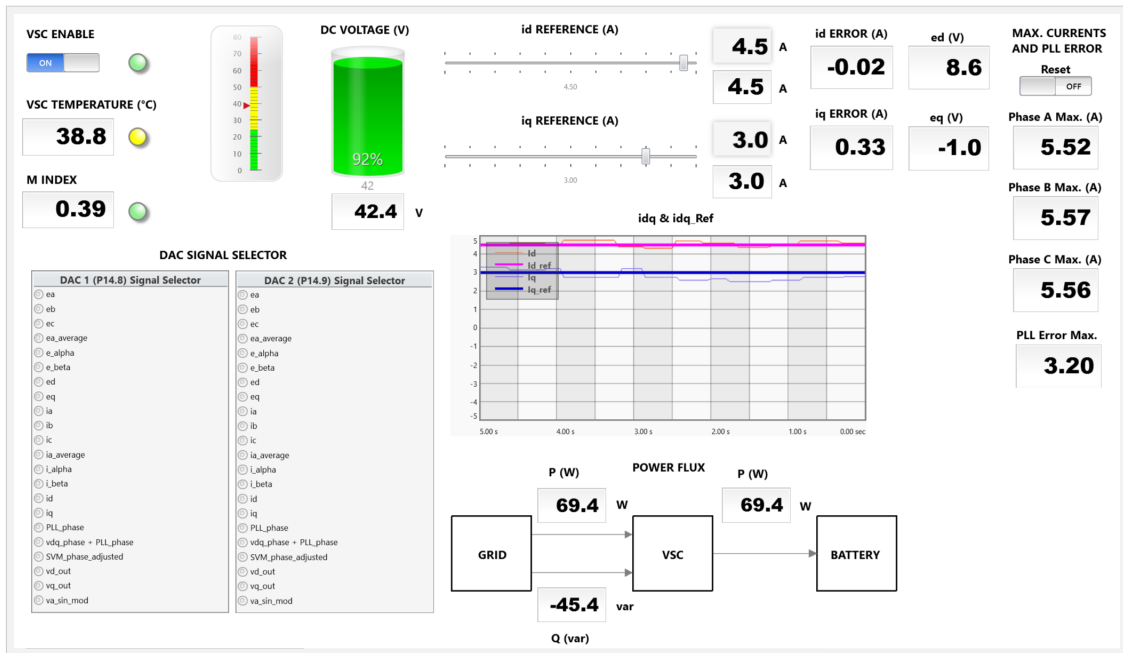 VSC ENABLE
ON
VSC TEMPERATURE (°C)
38.8
M INDEX
0.39
80
70
60
50
40
30
20
10
0
DC VOLTAGE (V)
92%
42
42.4 V
id REFERENCE (A)
4.50
4.5 A
4.5 A
iq REFERENCE (A)
3.00
3.0 A
3.0 A
id ERROR (A)
-0.02
ed (V)
8.6
iq ERROR (A)
0.33
eq (V)
-1.0
MAX. CURRENTS
AND PLL ERROR
Reset
OFF
Phase A Max. (A)
5.52
Phase B Max. (A)
5.57
Phase C Max. (A)
5.56
PLL Error Max.
3.20
DAC SIGNAL SELECTOR
DAC 1 (P14.8) Signal Selector
ea
eb
ec
ea_average
e_alpha
e_beta
ed
eq
ia
ib
ic
ia_average
i_alpha
i_beta
id
iq
PLL_phase
vdq_phase + PLL_phase
SVM_phase_adjusted
vd_out
vq_out
va_sin_mod
DAC 2 (P14.9) Signal Selector
ea
eb
ec
ea_average
e_alpha
e_beta
ed
eq
ia
ib
ic
ia_average
i_alpha
i_beta
id
iq
PLL_phase
vdq_phase + PLL_phase
SVM_phase_adjusted
vd_out
vq_out
va_sin_mod
idq & idq_Ref
5
4
3
2
1
0
-1
-2
-3
-4
-5
Id
Id_ref
Iq
Iq_ref
5.00 s 4.00 s 3.00 s 2.00 s 1.00 s 0.00 sec
POWER FLUX
P (W)
69.4 W
P (W)
69.4 W
GRID
VSC
BATTERY
-45.4 var
Q (var)